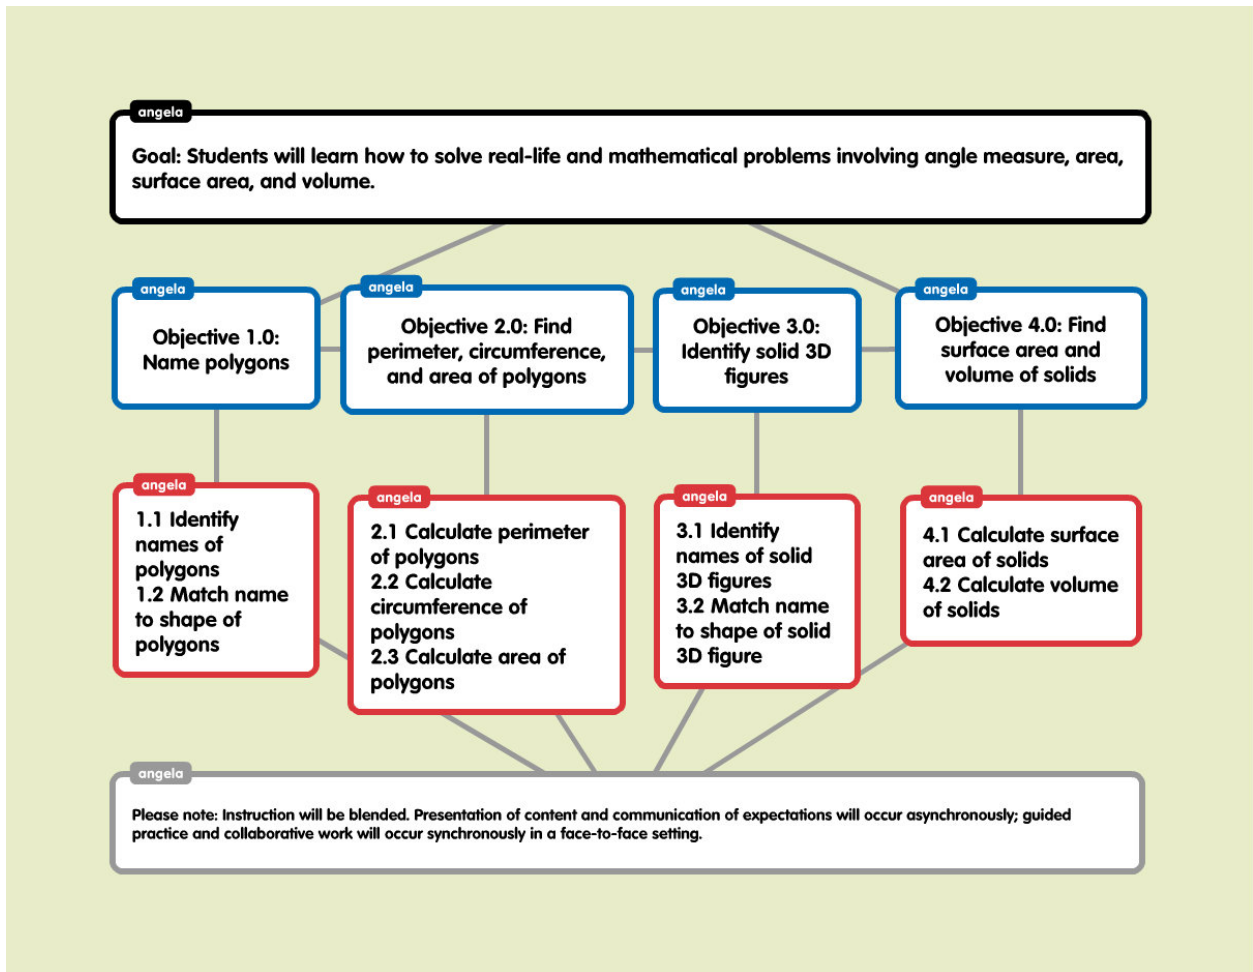 angela
Goal: Students will learn how to solve real-life and mathematical problems involving angle measure, area,
surface area, and volume.
angela
Objective 1.0:
Name polygons
angela
Objective 2.0: Find
perimeter, circumference,
and area of polygons
angela
Objective 3.0:
Identify solid 3D
figures
angela
Objective 4.0: Find
surface area and
volume of solids
angela
1.1 Identify
names of
polygons
1.2 Match name
to shape of
polygons
angela
2.1 Calculate perimeter
of polygons
2.2 Calculate
circumference of
polygons
2.3 Calculate area of
polygons
angela
3.1 Identify
names of solid
3D figures
3.2 Match name
to shape of solid
3D figure
angela
4.1 Calculate surface
area of solids
4.2 Calculate volume
of solids
angela
Please note: Instruction will be blended. Presentation of content and communication of expectations will occur asynchronously; guided
practice and collaborative work will occur synchronously in a face-to-face setting.